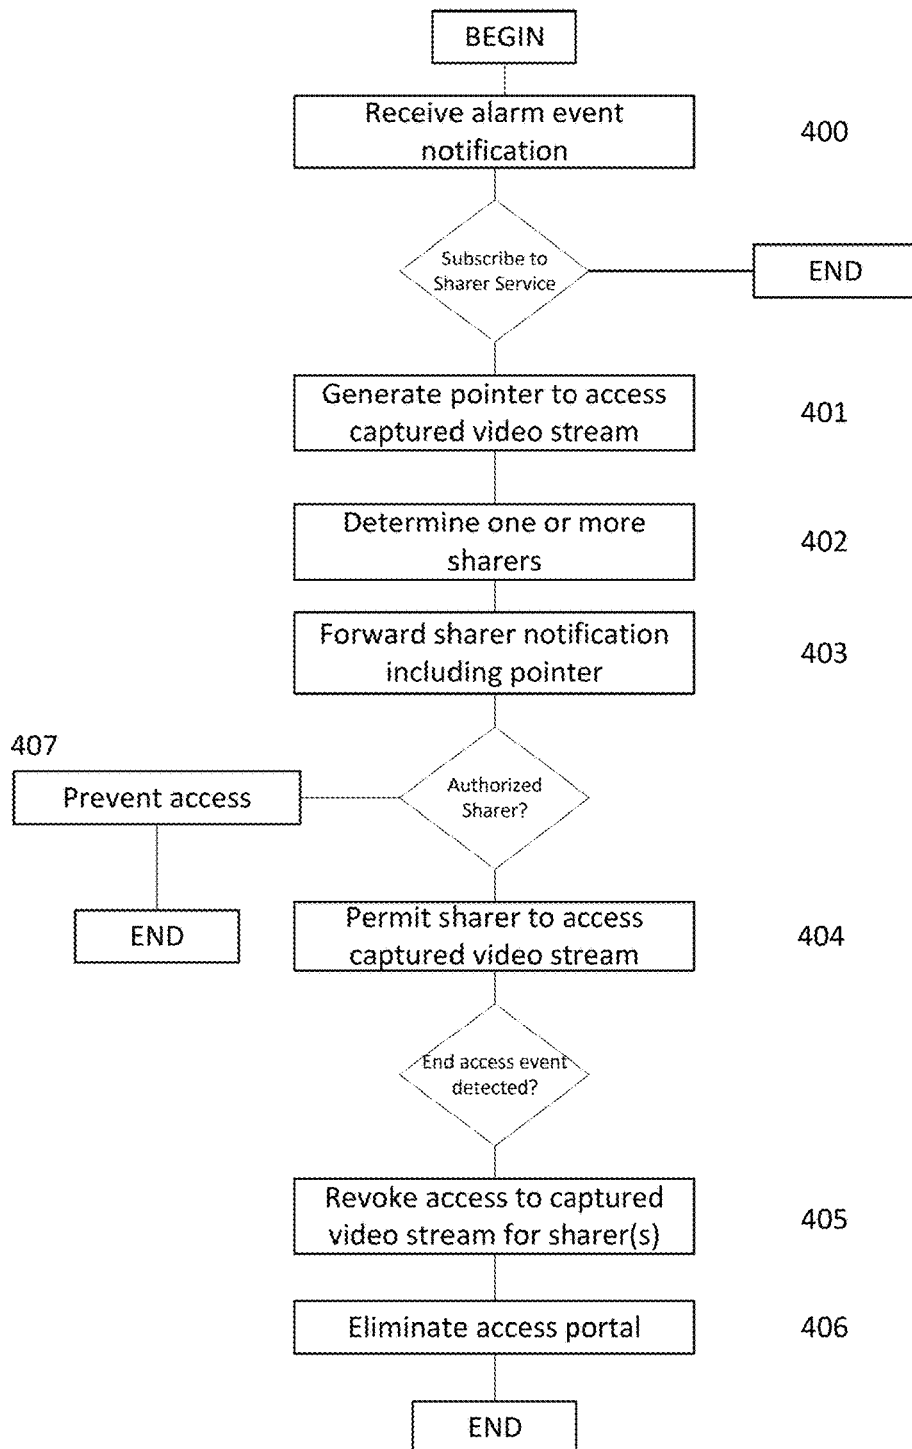 BEGIN
Receive alarm event
notification
400
Subscribe to
Sharer Service
END
Generate pointer to access
captured video stream
401
Determine one or more
sharers
402
Forward sharer notification
including pointer
403
407
Prevent access
Authorized
Sharer?
END
Permit sharer to access
captured video stream
404
End access event
detected?
Revoke access to captured
video stream for sharer(s)
405
Eliminate access portal
406
END